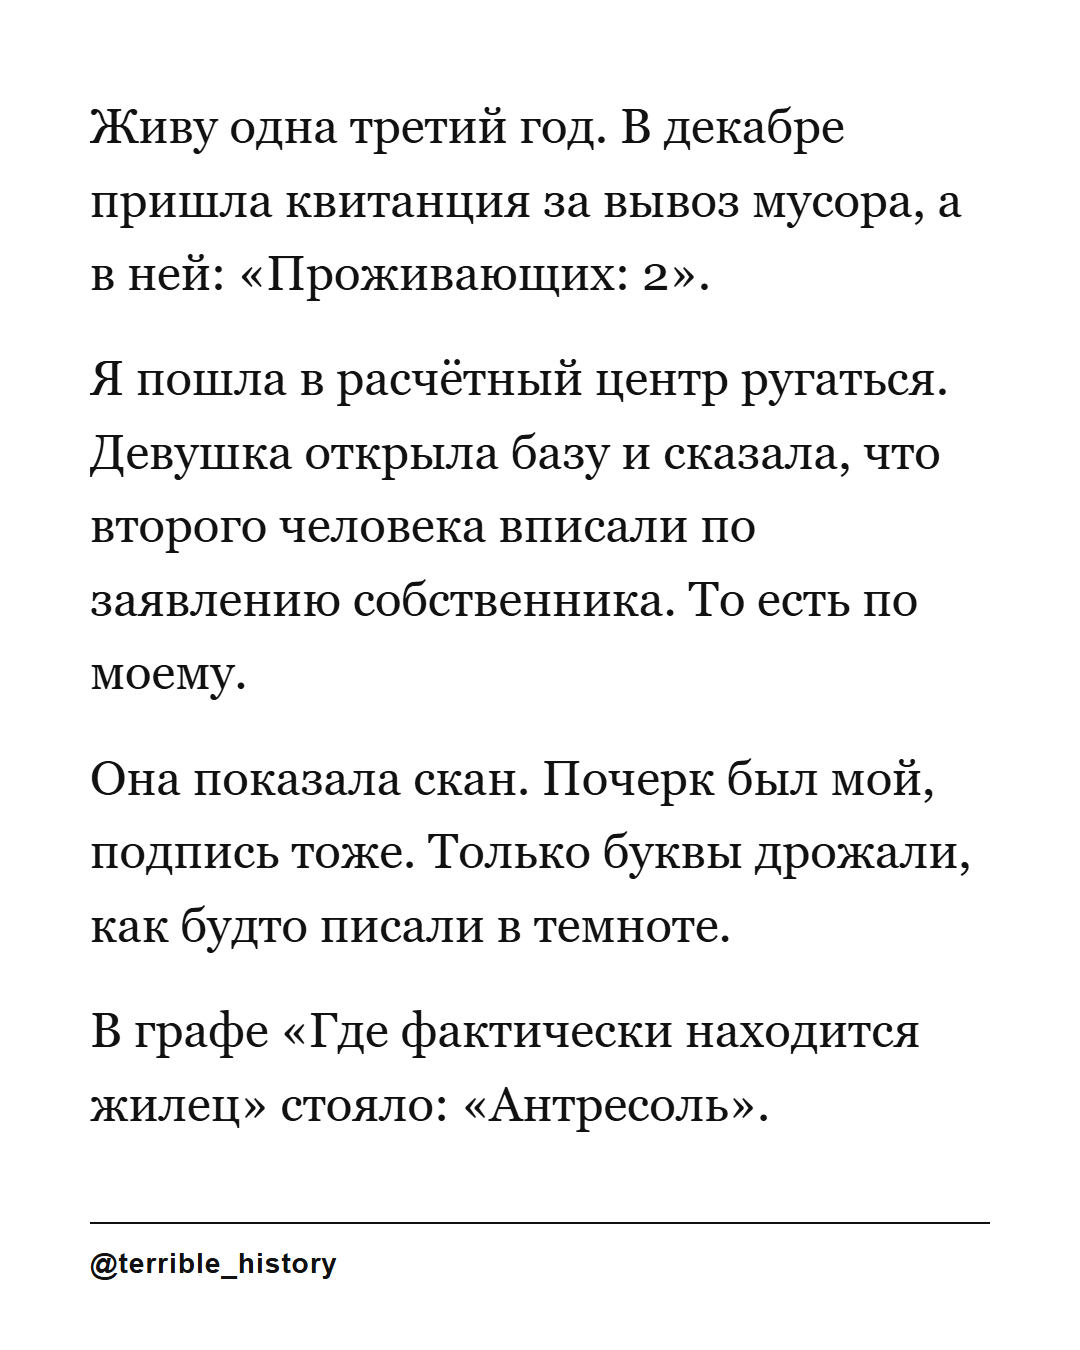 Живу одна третий год. В декабре
пришла квитанция за вывоз мусора, а
в ней: «Проживающих: 2».
Я пошла в расчётный центр ругаться.
Девушка открыла базу и сказала, что
второго человека вписали по
заявлению собственника. То есть по
моему.
Она показала скан. Почерк был мой,
подпись тоже. Только буквы дрожали,
как будто писали в темноте.
В графе «Где фактически находится
жилец» стояло: «Антресоль».
@terrible_history